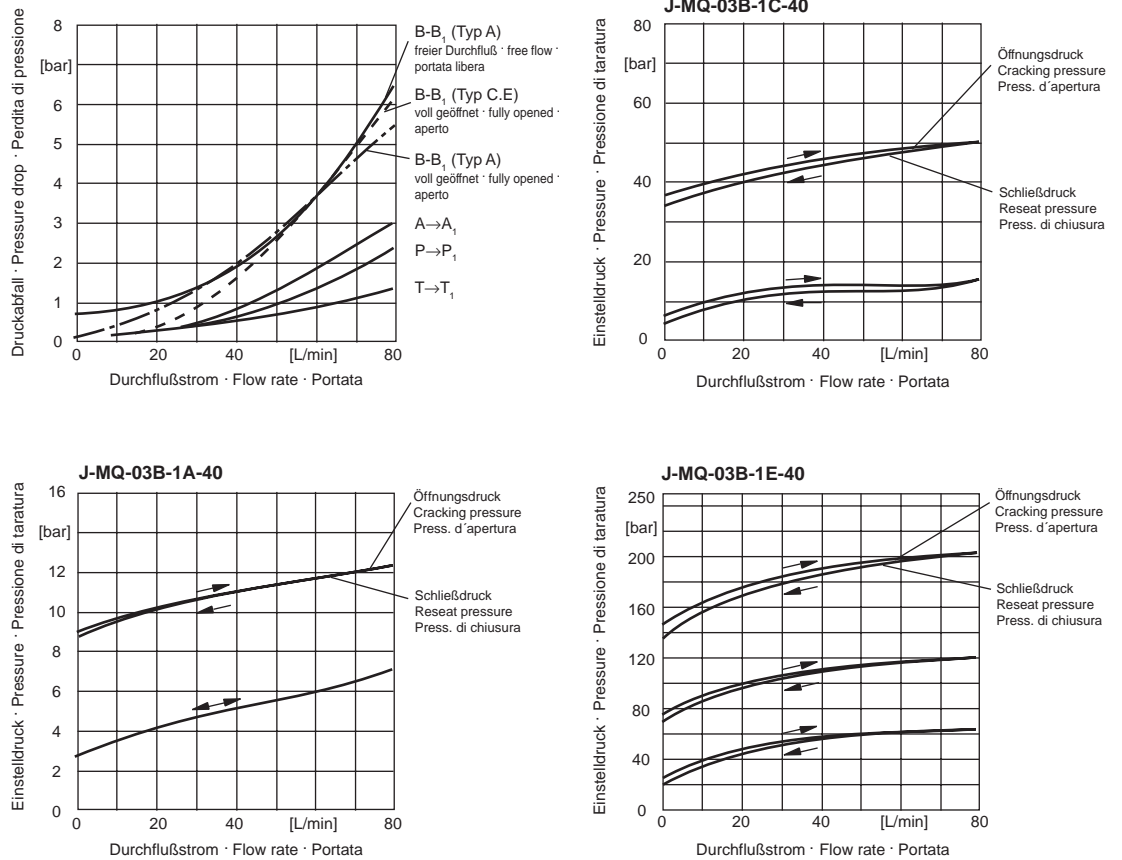 8
[bar]
6
5
4
3
2
1
0
0
20
40
[L/min]
80
Druckabfall · Pressure drop · Perdita di pressione
Durchflußstrom · Flow rate · Portata
B-B1 (Typ A)
freier Durchfluß · free flow ·
portata libera
B-B1 (Typ C.E)
voll geöffnet · fully opened ·
aperto
B-B1 (Typ A)
voll geöffnet · fully opened ·
aperto
A→A1
P→P1
T→T1
J-MQ-03B-1C-40
80
[bar]
60
40
20
0
0
20
40
[L/min]
80
Einstelldruck · Pressure · Pressione di taratura
Durchflußstrom · Flow rate · Portata
Öffnungsdruck
Cracking pressure
Press. d´apertura
Schließdruck
Reseat pressure
Press. di chiusura
J-MQ-03B-1A-40
16
[bar]
12
10
8
6
4
2
0
0
20
40
[L/min]
80
Einstelldruck · Pressure · Pressione di taratura
Durchflußstrom · Flow rate · Portata
Öffnungsdruck
Cracking pressure
Press. d´apertura
Schließdruck
Reseat pressure
Press. di chiusura
J-MQ-03B-1E-40
250
[bar]
200
160
120
80
40
0
0
20
40
[L/min]
80
Einstelldruck · Pressure · Pressione di taratura
Durchflußstrom · Flow rate · Portata
Öffnungsdruck
Cracking pressure
Press. d´apertura
Schließdruck
Reseat pressure
Press. di chiusura